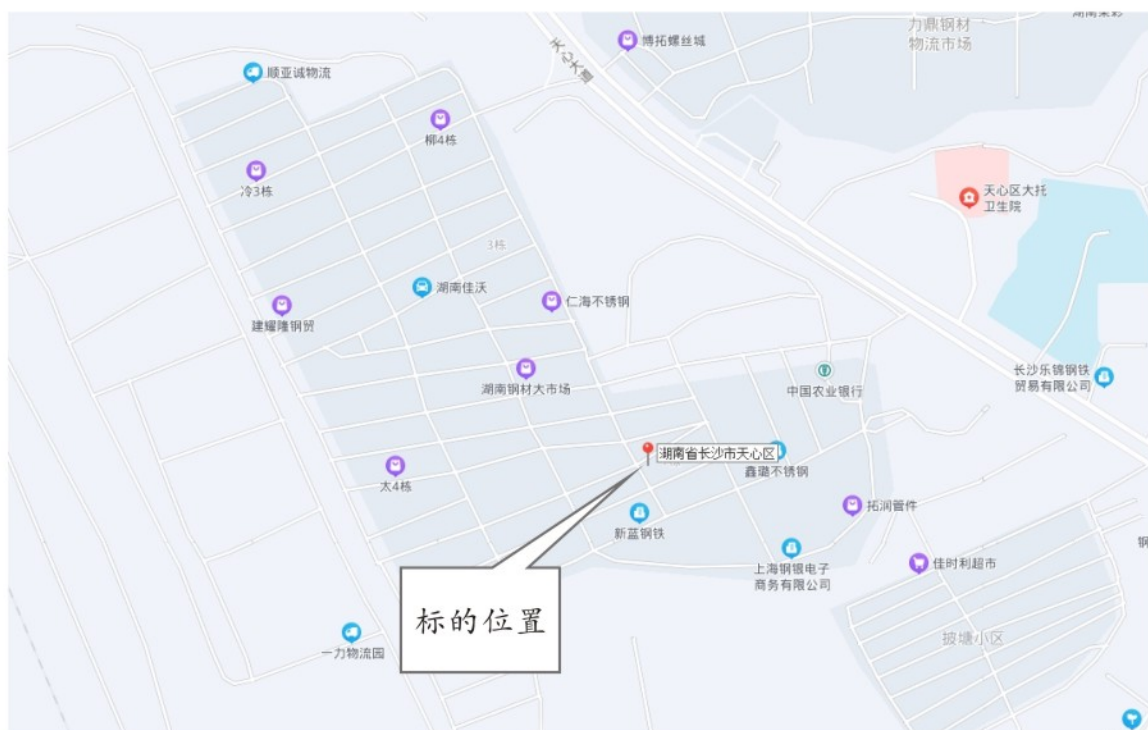 力鼎钢材
物流市场
博拓螺丝城
天心大道
顺亚诚物流
柳4栋
冷3栋
天心区大托
卫生院
3栋
湖南佳沃
仁海不锈钢
建耀隆钢贸
湖南钢材大市场
中国农业银行
长沙乐锦钢铁
贸易有限公司
湖南省长沙市天心区
鑫璐不锈钢
太4栋
拓润管件
新蓝钢铁
上海钢银电子
商务有限公司
佳时利超市
钢
标的位置
披塘小区
一力物流园